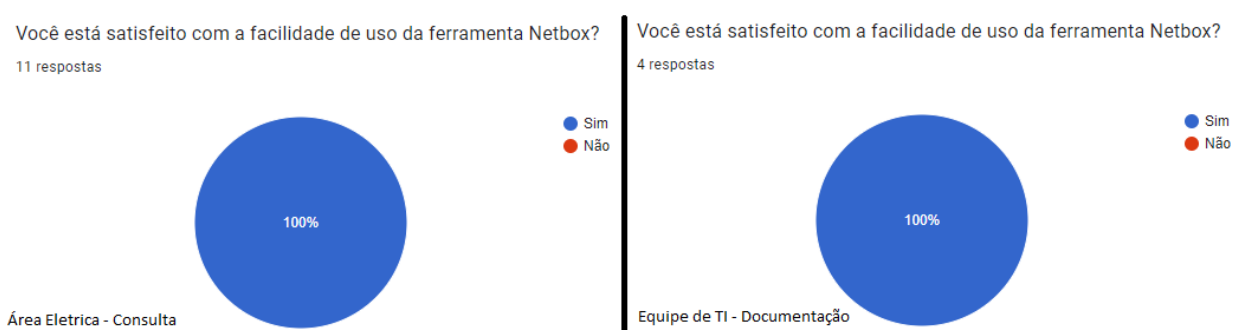 Você está satisfeito com a facilidade de uso da ferramenta Netbox?
11 respostas
Sim
Não
100%
Área Eletrica - Consulta
Você está satisfeito com a facilidade de uso da ferramenta Netbox?
4 respostas
Sim
Não
100%
Equipe de TI - Documentação